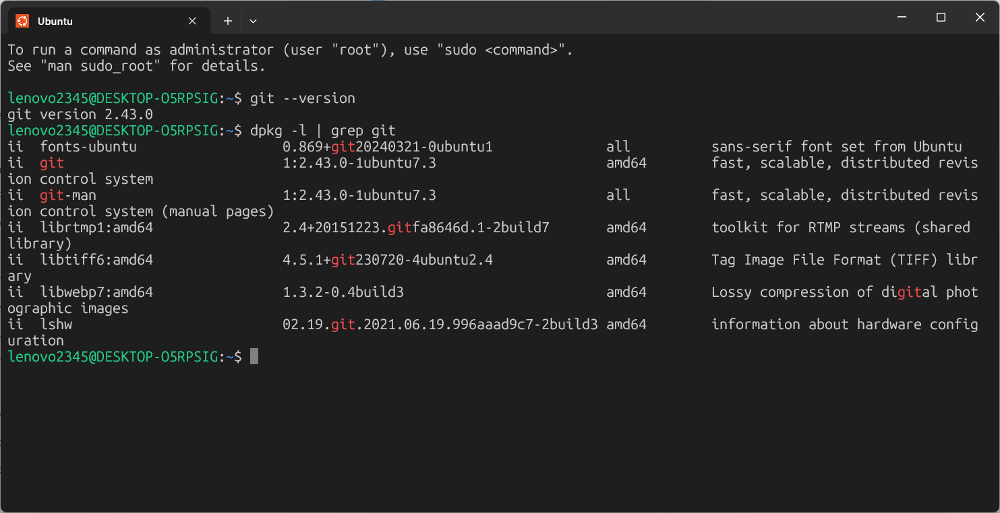 Ubuntu
To run a command as administrator (user "root"), use "sudo <command>".
See "man sudo_root" for details.
lenovo2345@DESKTOP-O5RPSIG:~$ git --version
git version 2.43.0
lenovo2345@DESKTOP-O5RPSIG:~$ dpkg -l | grep git
ii  fonts-ubuntu                  0.869+git20240321-0ubuntu1              all          sans-serif font set from Ubuntu
ii  git                           1:2.43.0-1ubuntu7.3                     amd64        fast, scalable, distributed revis
ion control system
ii  git-man                       1:2.43.0-1ubuntu7.3                     all          fast, scalable, distributed revis
ion control system (manual pages)
ii  librtmp1:amd64                2.4+20151223.gitfa8646d.1-2build7       amd64        toolkit for RTMP streams (shared
library)
ii  libtiff6:amd64                4.5.1+git230720-4ubuntu2.4              amd64        Tag Image File Format (TIFF) libr
ary
ii  libwebp7:amd64                1.3.2-0.4build3                         amd64        Lossy compression of digital phot
ographic images
ii  lshw                          02.19.git.2021.06.19.996aaad9c7-2build3 amd64        information about hardware config
uration
lenovo2345@DESKTOP-O5RPSIG:~$